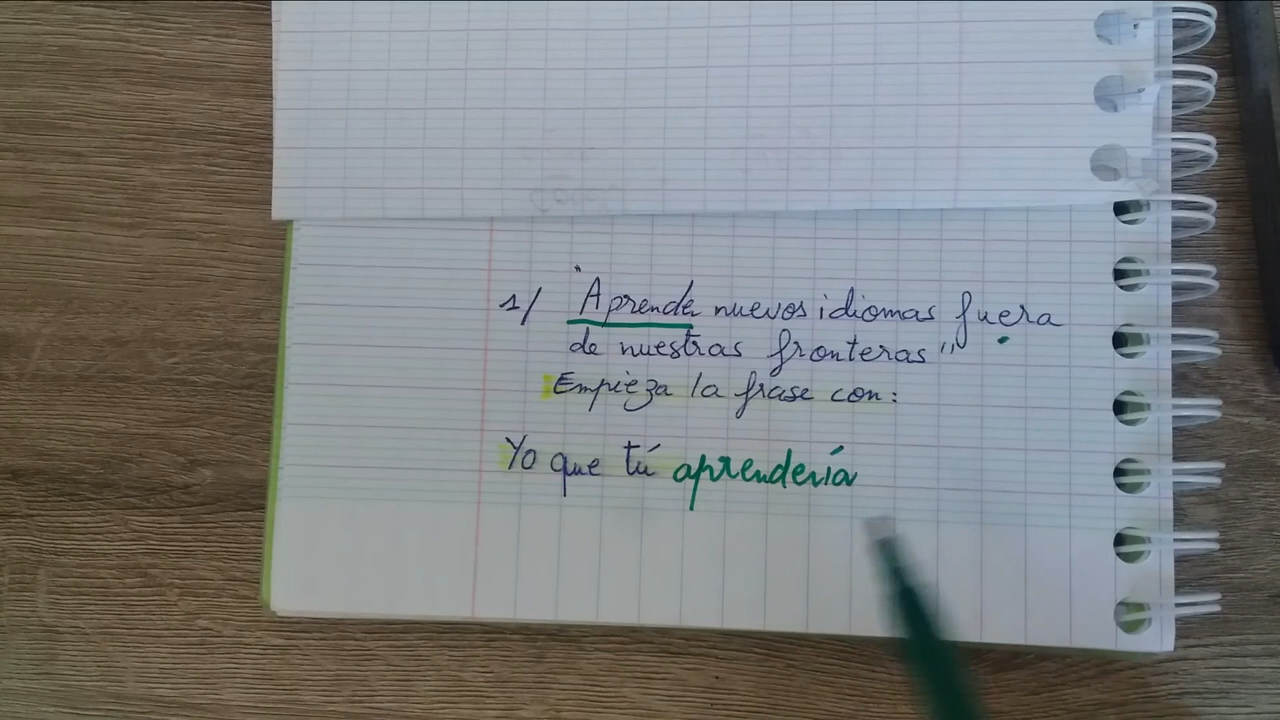 1/ "Aprende nuevos idiomas fuera
de nuestras fronteras"
Empieza la frase con:
Yo que tú aprendería